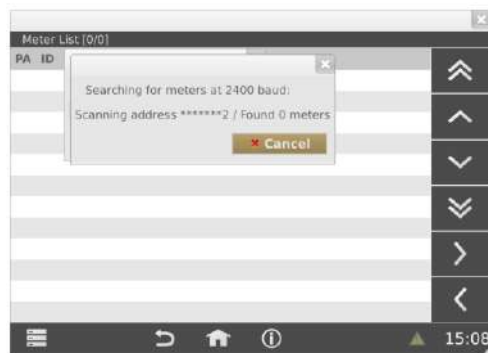 Meter List [0/0]
PA ID
Searching for meters at 2400 baud:
Scanning address *******2 / Found 0 meters
Cancel
15:08